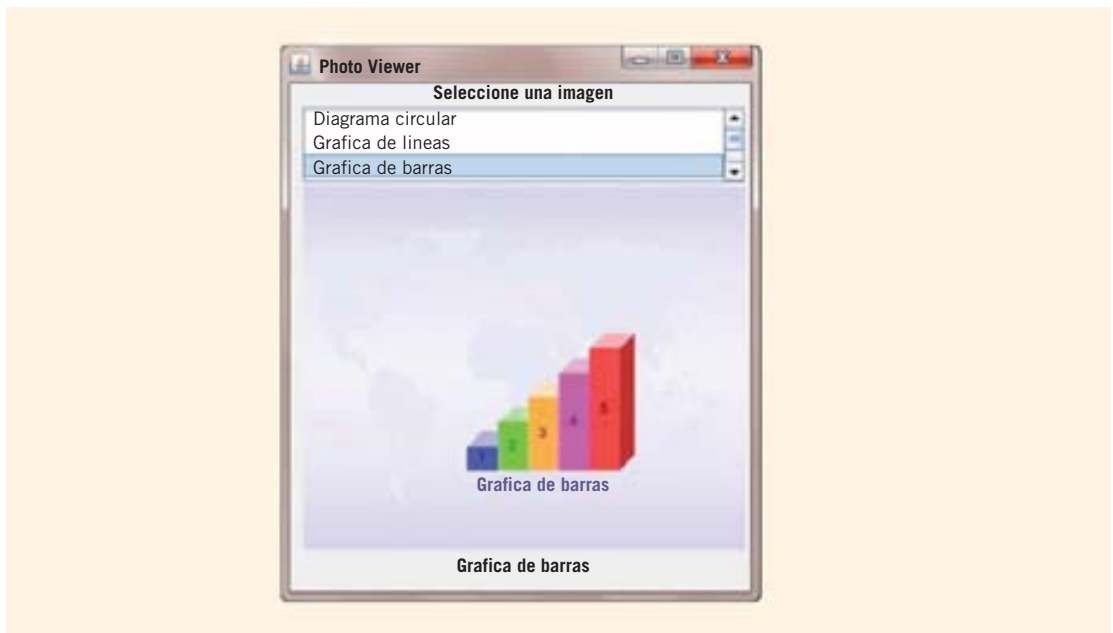 Photo Viewer
Seleccione una imagen
Diagrama circular
Grafica de lineas
Grafica de barras
1
2
3
4
5
Grafica de barras
Grafica de barras